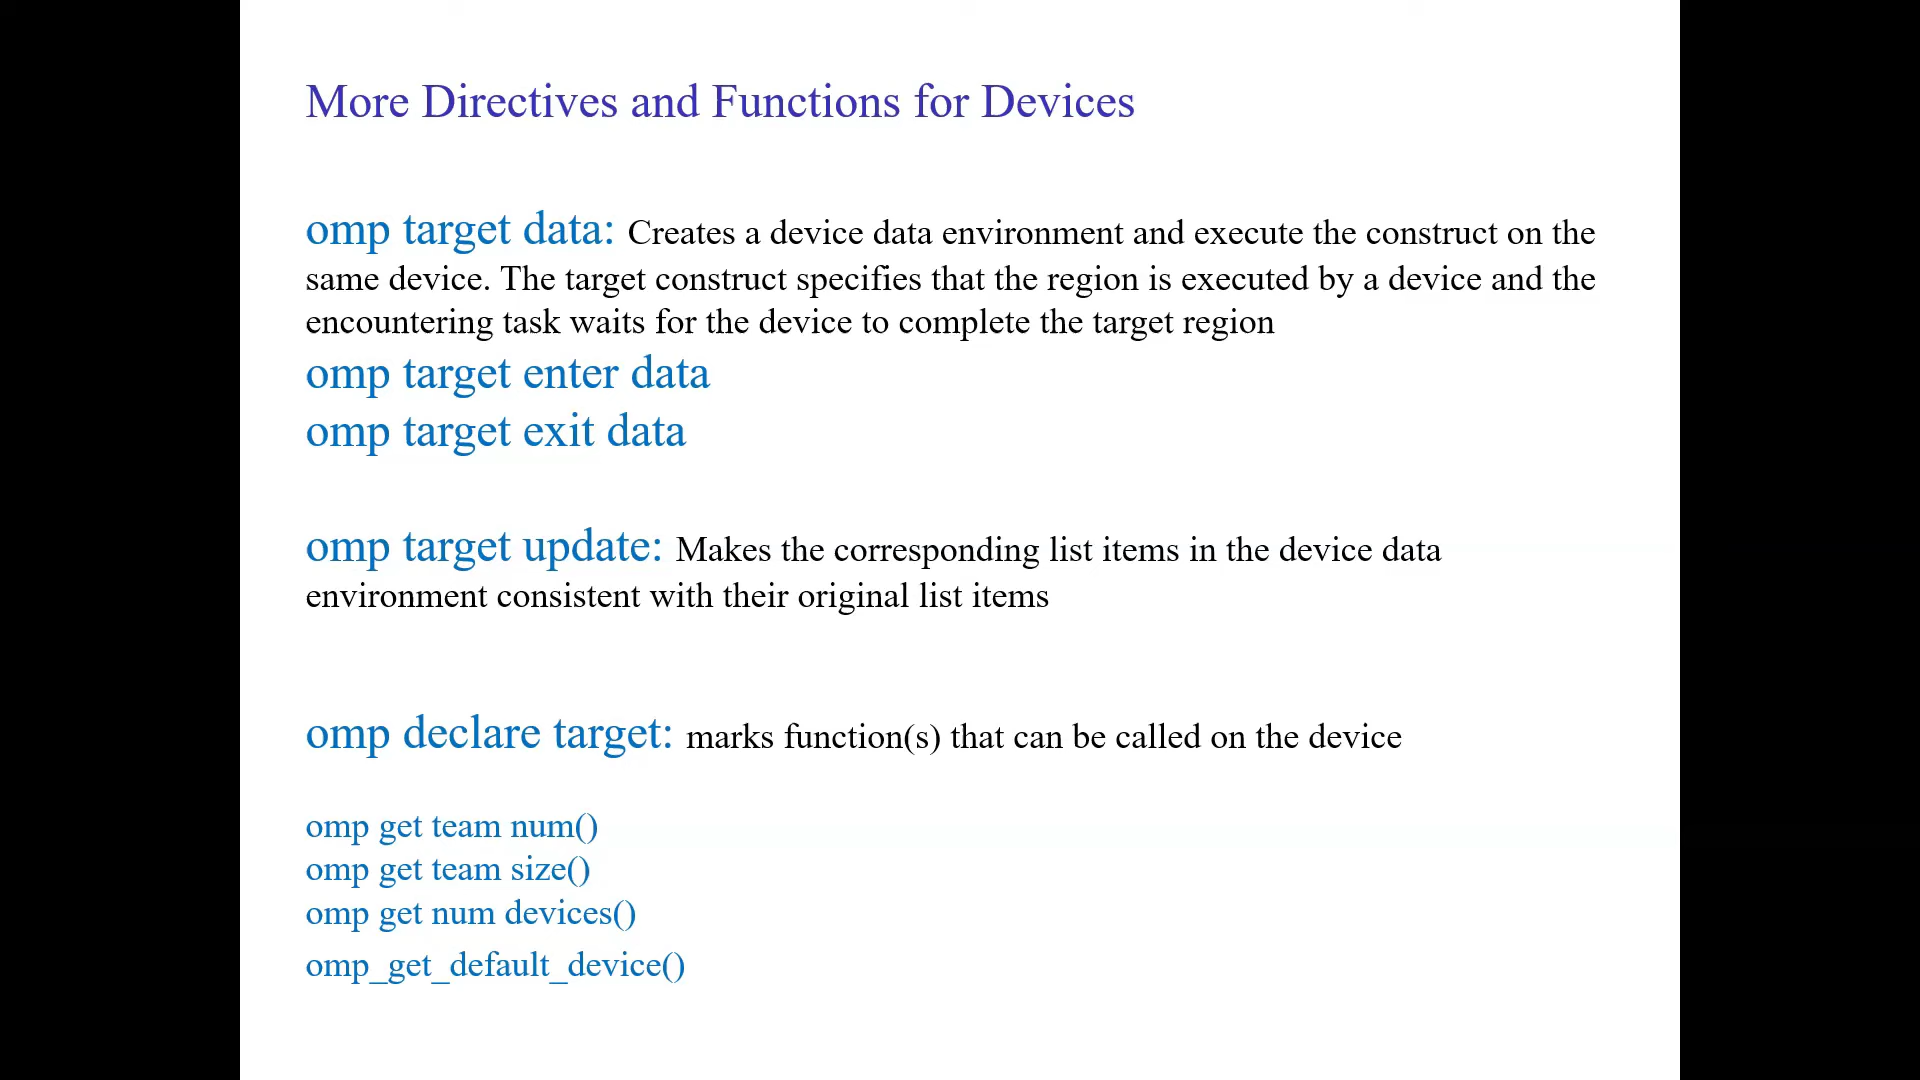 More Directives and Functions for Devices
omp target data: Creates a device data environment and execute the construct on the
same device. The target construct specifies that the region is executed by a device and the
encountering task waits for the device to complete the target region
omp target enter data
omp target exit data
omp target update: Makes the corresponding list items in the device data
environment consistent with their original list items
omp declare target: marks function(s) that can be called on the device
omp get team num()
omp get team size()
omp get num devices()
omp_get_default_device()